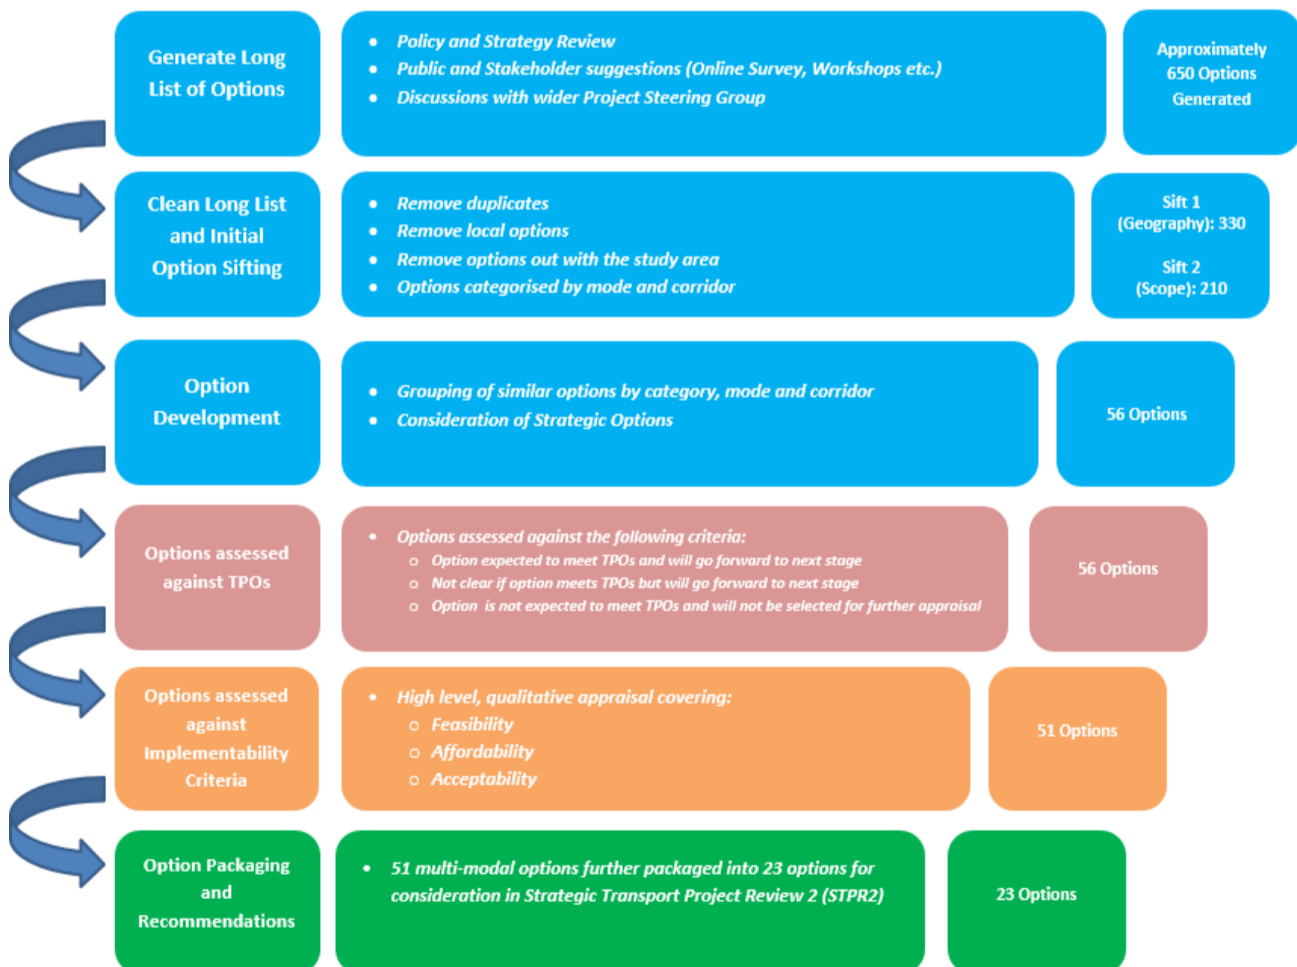 Generate Long
List of Options
• Policy and Strategy Review
• Public and Stakeholder suggestions (Online Survey, Workshops etc.)
• Discussions with wider Project Steering Group
Approximately
650 Options
Generated
Clean Long List
and Initial
Option Sifting
• Remove duplicates
• Remove local options
• Remove options out with the study area
• Options categorised by mode and corridor
Sift 1
(Geography): 330
Sift 2
(Scope): 210
Option
Development
• Grouping of similar options by category, mode and corridor
• Consideration of Strategic Options
56 Options
Options assessed
against TPOs
• Options assessed against the following criteria:
o Option expected to meet TPOs and will go forward to next stage
o Not clear if option meets TPOs but will go forward to next stage
o Option is not expected to meet TPOs and will not be selected for further appraisal
56 Options
Options assessed
against
Implementability
Criteria
• High level, qualitative appraisal covering:
o Feasibility
o Affordability
o Acceptability
51 Options
Option Packaging
and
Recommendations
• 51 multi-modal options further packaged into 23 options for
consideration in Strategic Transport Project Review 2 (STPR2)
23 Options